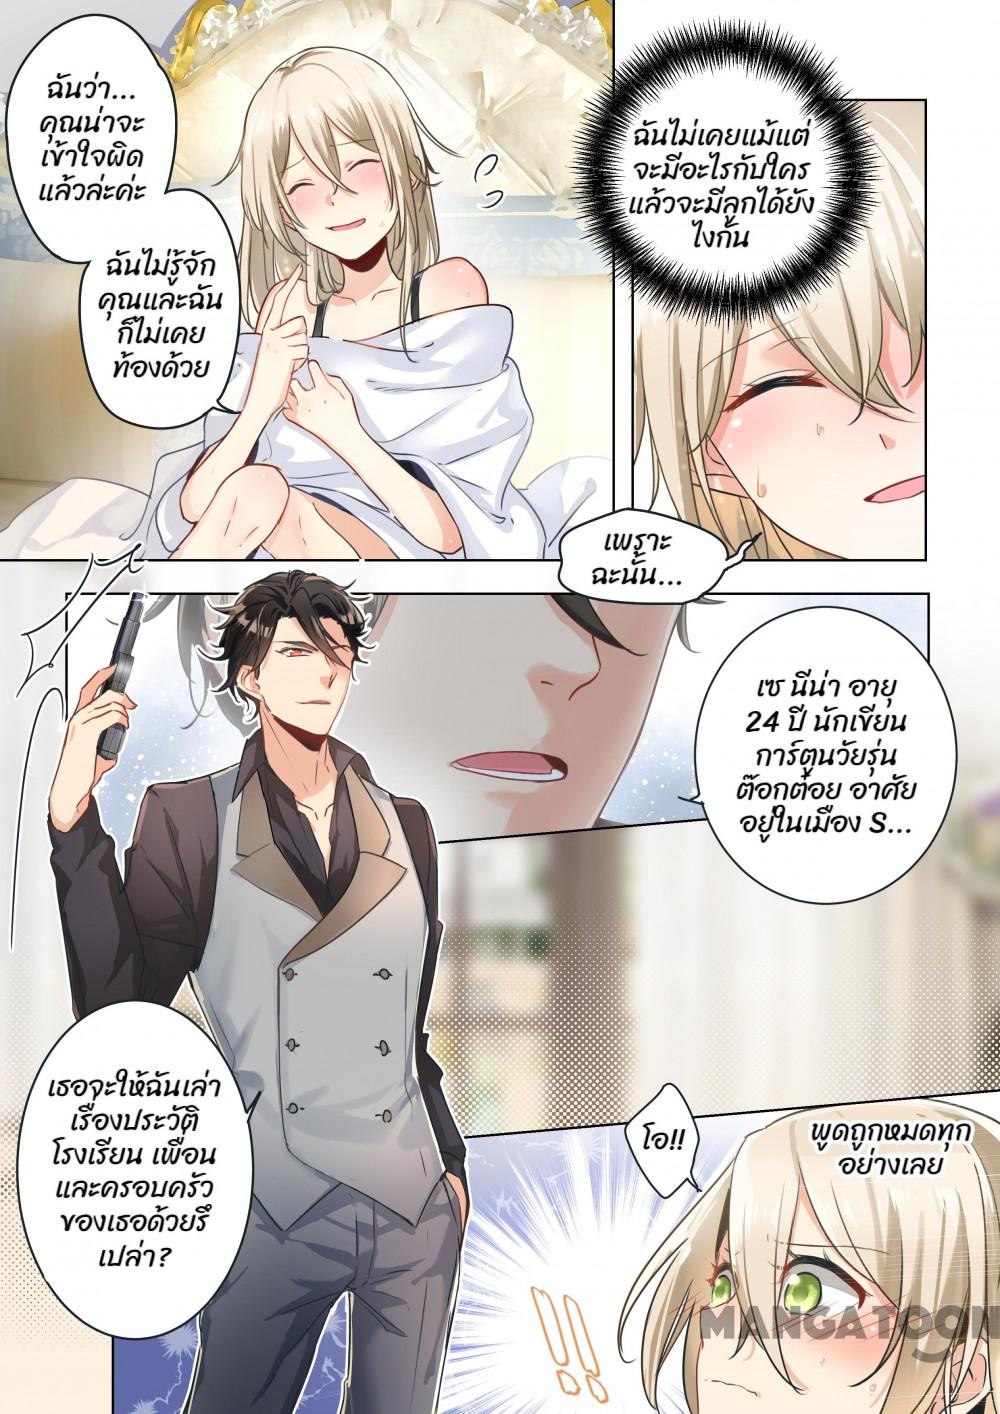 ฉันว่า...
คุณน่าจะ
เข้าใจผิด
แล้วล่ะค่ะ
ฉันไม่รู้จัก
คุณและฉัน
ก็ไม่เคย
ท้องด้วย
ฉันไม่เคยแม้แต่
จะมีอะไรกับใคร
แล้วจะมีลูกได้ยัง
ไงกัน
เพราะ
ฉะนั้น...
เซ นีน่า อายุ
24 ปี นักเขียน
การ์ตูนวัยรุ่น
ต๊อกต๋อย อาศัย
อยู่ในเมือง S...
เธอจะให้ฉันเล่า
เรื่องประวัติ
โรงเรียน เพื่อน
และครอบครัว
ของเธอด้วยรึ
เปล่า?
โอ!!
พูดถูกหมดทุก
อย่างเลย
!!
MANGATOON